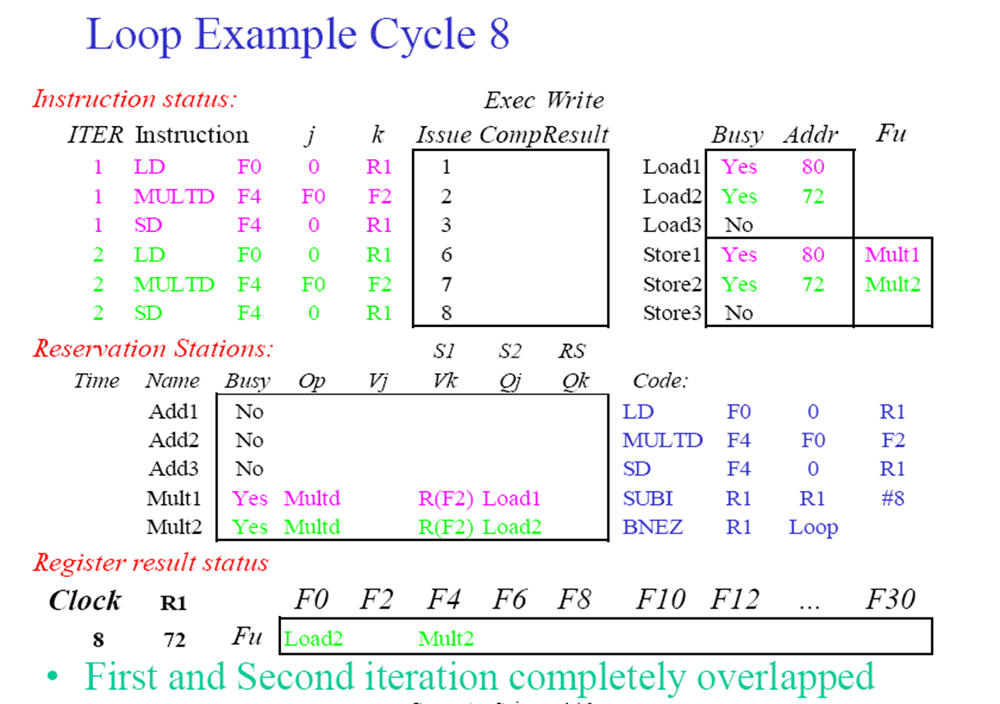 Loop Example Cycle 8
Instruction status:
Exec Write
ITER Instruction j k Issue CompResult Busy Addr Fu
1 LD F0 0 R1 1 Load1 Yes 80
1 MULTD F4 F0 F2 2 Load2 Yes 72
1 SD F4 0 R1 3 Load3 No
2 LD F0 0 R1 6 Store1 Yes 80 Mult1
2 MULTD F4 F0 F2 7 Store2 Yes 72 Mult2
2 SD F4 0 R1 8 Store3 No
Reservation Stations: S1 S2 RS
Time Name Busy Op Vj Vk Qj Qk Code:
Add1 No LD F0 0 R1
Add2 No MULTD F4 F0 F2
Add3 No SD F4 0 R1
Mult1 Yes Multd R(F2) Load1 SUBI R1 R1 #8
Mult2 Yes Multd R(F2) Load2 BNEZ R1 Loop
Register result status
Clock R1 F0 F2 F4 F6 F8 F10 F12 ... F30
8 72 Fu Load2 Mult2
• First and Second iteration completely overlapped